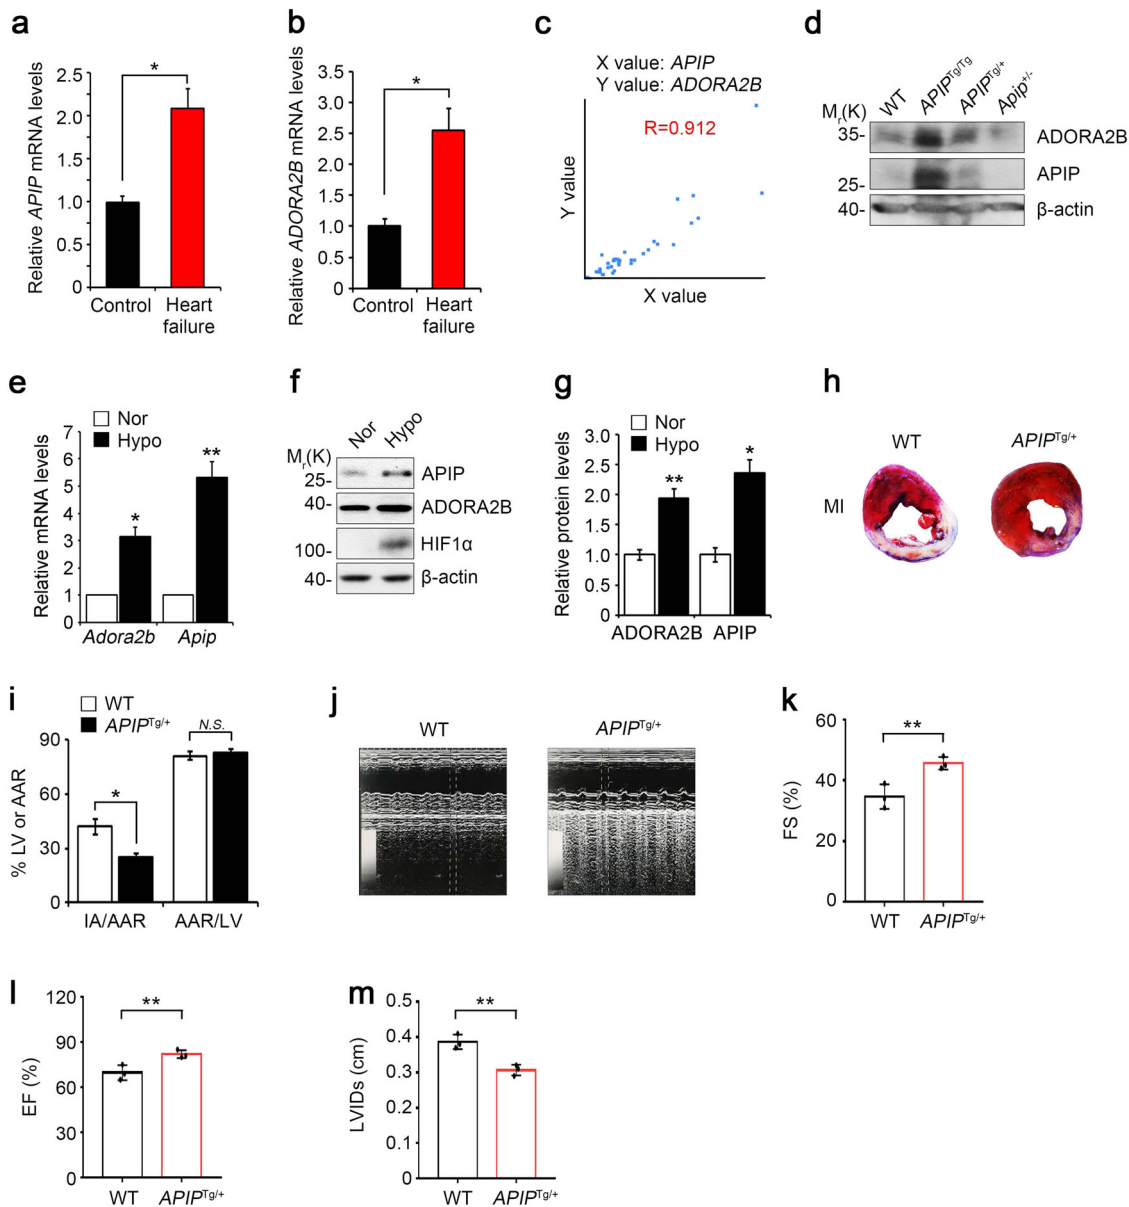 a
Relative APIP mRNA levels
2.5
2.0
1.5
1.0
0.5
0
*
Control
Heart
failure
b
Relative ADORA2B mRNA levels
3.5
3.0
2.5
2.0
1.5
1.0
0.5
0
*
Control
Heart
failure
c
X value: APIP
Y value: ADORA2B
R=0.912
Y value
X value
d
WT
APIPTg/Tg
APIPTg/+
Apip+/-
Mr(K)
35-
ADORA2B
25-
APIP
40-
β-actin
e
Nor
Hypo
Relative mRNA levels
7
6
5
4
3
2
1
0
*
**
Adora2b
Apip
f
Nor
Hypo
Mr(K)
25-
APIP
40-
ADORA2B
100-
HIF1α
40-
β-actin
g
Nor
Hypo
Relative protein levels
3.0
2.5
2.0
1.5
1.0
0.5
0
**
*
ADORA2B
APIP
h
WT
APIPTg/+
MI
i
WT
APIPTg/+
% LV or AAR
90
60
30
0
*
N.S.
IA/AAR
AAR/LV
j
WT
APIPTg/+
k
FS (%)
60
40
20
0
**
WT
APIPTg/+
l
EF (%)
120
90
60
30
0
**
WT
APIPTg/+
m
LVIDs (cm)
0.5
0.4
0.3
0.2
0.1
0
**
WT
APIPTg/+